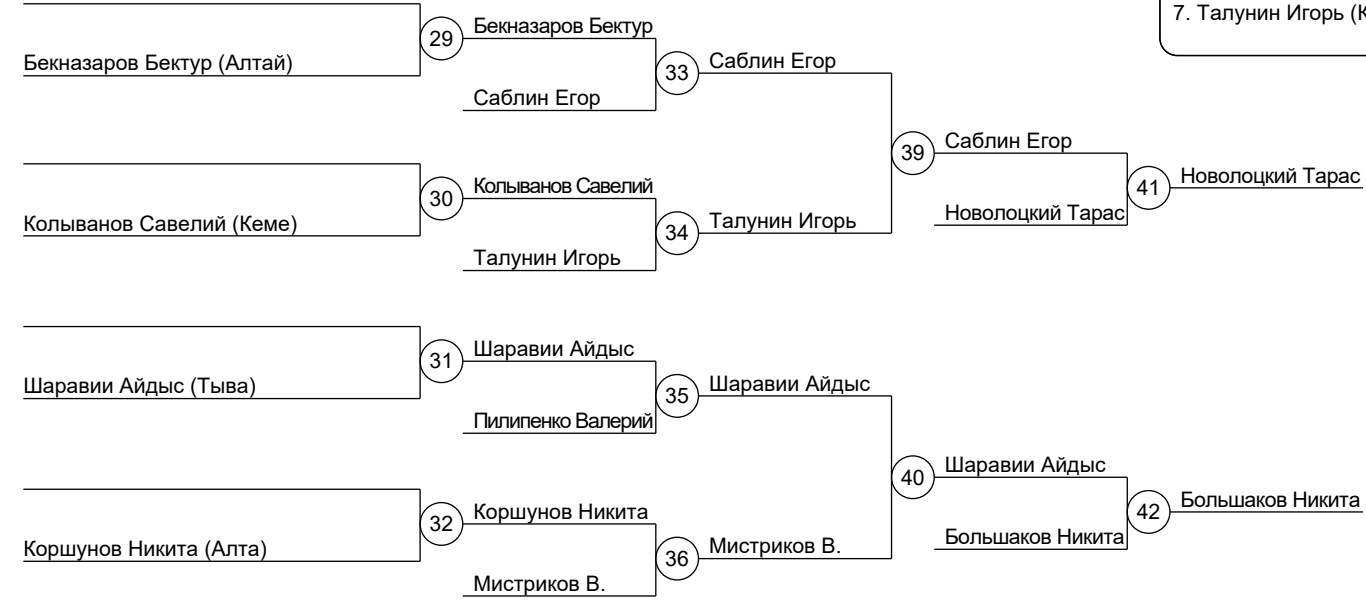 7. Талунин Игорь (К
Бекназаров Бектур
29
Бекназаров Бектур (Алтай)
Саблин Егор
33
Саблин Егор
Саблин Егор
39
Новолоцкий Тарас
41
Колыванов Савелий
30
Новолоцкий Тарас
Колыванов Савелий (Кеме)
Талунин Игорь
34
Талунин Игорь
Шаравии Айдыс
31
Шаравии Айдыс (Тыва)
Шаравии Айдыс
35
Пилипенко Валерий
Шаравии Айдыс
40
Большаков Никита
42
Коршунов Никита
32
Большаков Никита
Коршунов Никита (Алта)
Мистриков В.
36
Мистриков В.